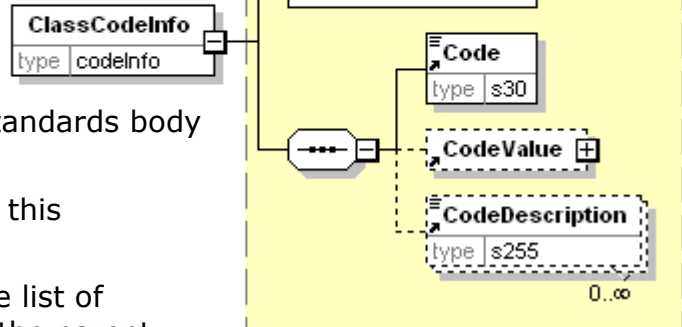 ClassCodeInfo
type codeInfo
tandards body
this
e list of
Code
type s30
CodeValue
CodeDescription
type s255
0..∞